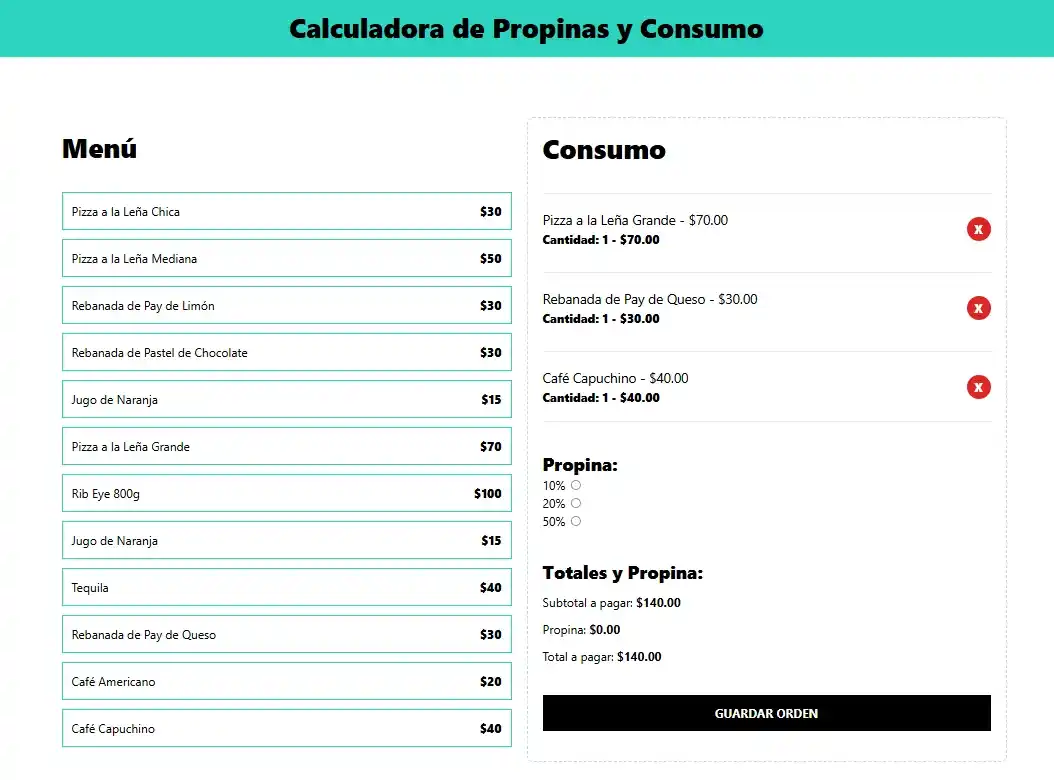 Calculadora de Propinas y Consumo
Menú
Pizza a la Leña Chica $30
Pizza a la Leña Mediana $50
Rebanada de Pay de Limón $30
Rebanada de Pastel de Chocolate $30
Jugo de Naranja $15
Pizza a la Leña Grande $70
Rib Eye 800g $100
Jugo de Naranja $15
Tequila $40
Rebanada de Pay de Queso $30
Café Americano $20
Café Capuchino $40
Consumo
Pizza a la Leña Grande - $70.00
Cantidad: 1 - $70.00
X
Rebanada de Pay de Queso - $30.00
Cantidad: 1 - $30.00
X
Café Capuchino - $40.00
Cantidad: 1 - $40.00
X
Propina:
10%
20%
50%
Totales y Propina:
Subtotal a pagar: $140.00
Propina: $0.00
Total a pagar: $140.00
GUARDAR ORDEN